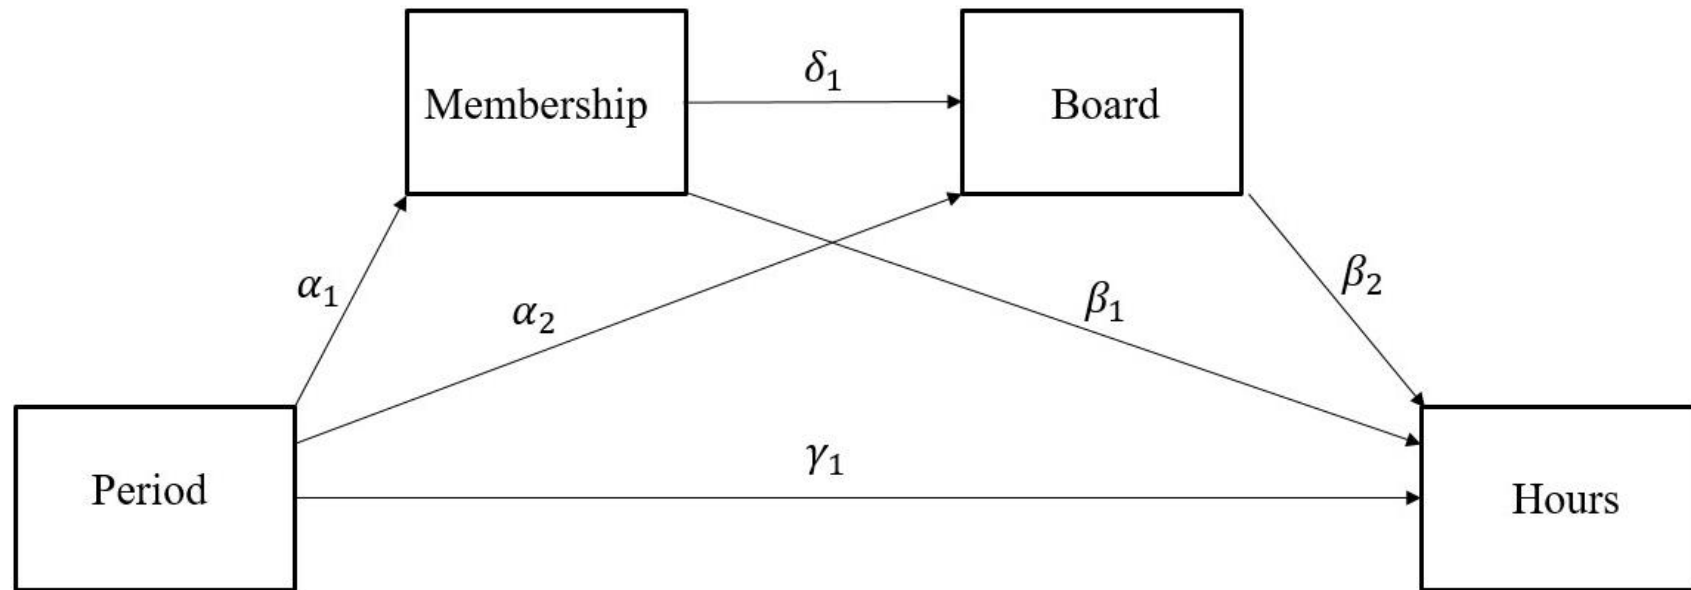 δ₁
Membership
Board
α₁
α₂
β₁
β₂
γ₁
Period
Hours